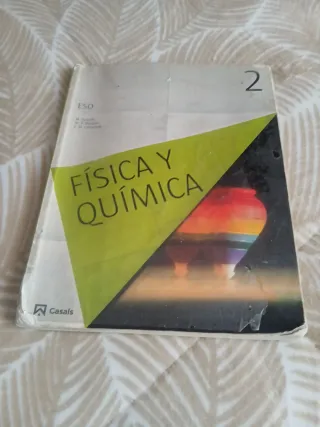 2
ESO
FÍSICA Y
QUÍMICA
Casals